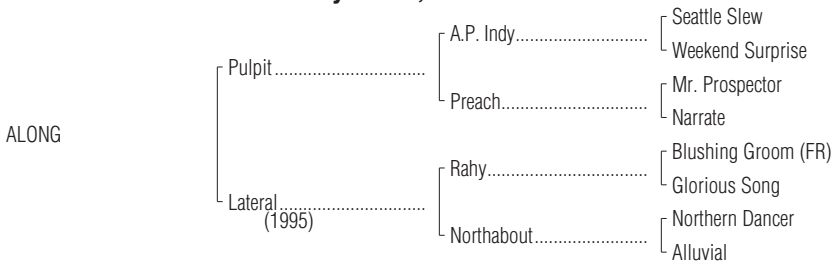 Seattle Slew
A.P. Indy
Weekend Surprise
Pulpit
Mr. Prospector
Preach
Narrate
ALONG
Blushing Groom (FR)
Rahy
Glorious Song
Lateral
(1995)
Northern Dancer
Northabout
Alluvial